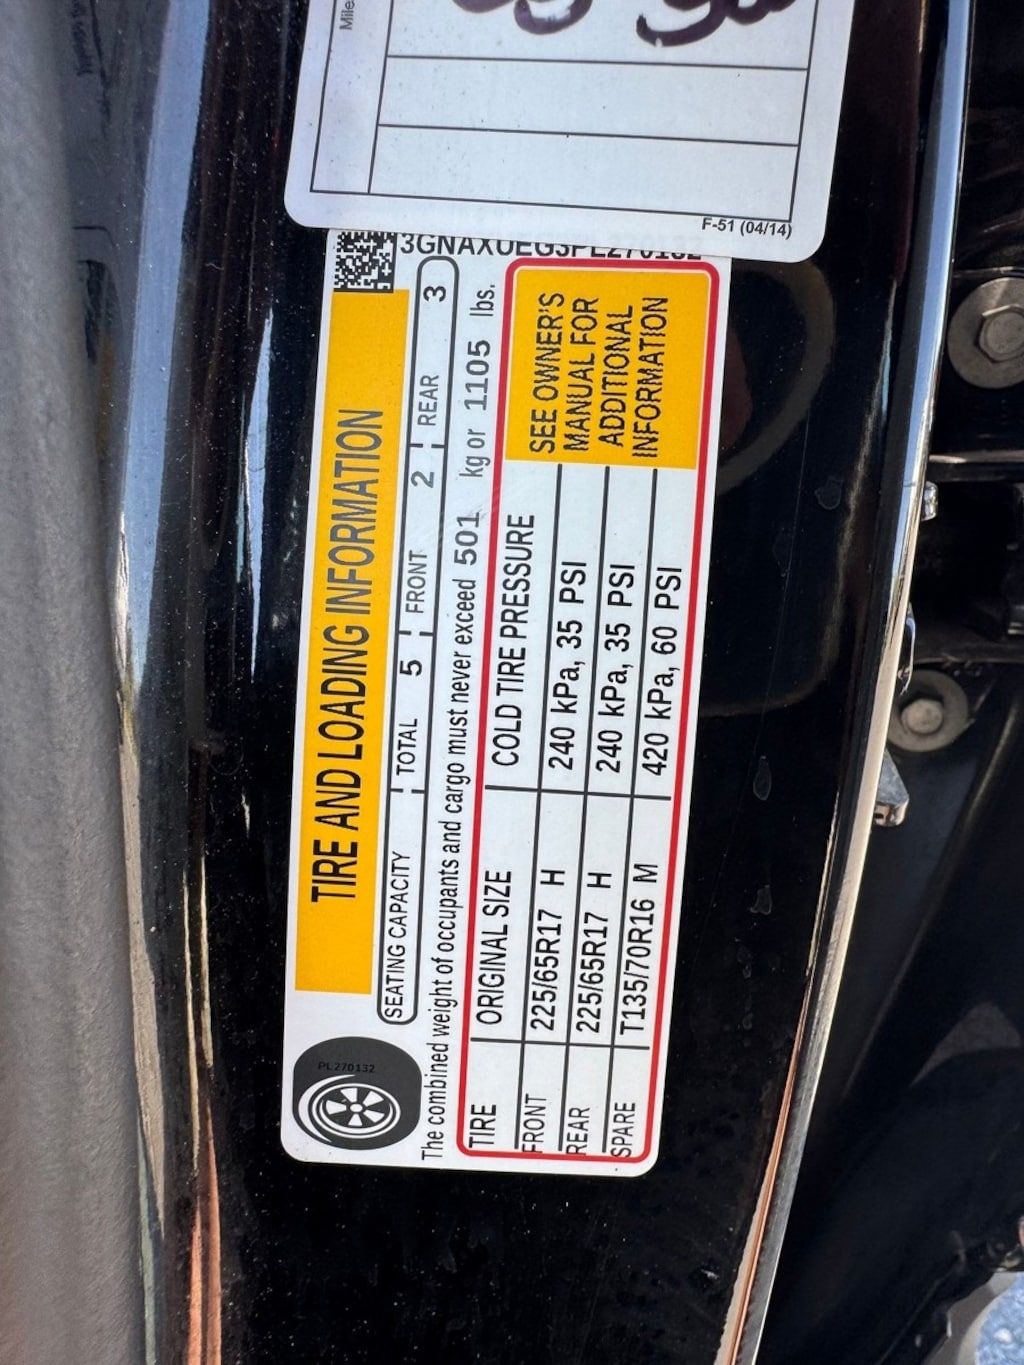 Mile
F-51 (04/14)
3GNAXUEG3PL270132
TIRE AND LOADING INFORMATION
SEATING CAPACITY TOTAL 5 FRONT 2 REAR 3
The combined weight of occupants and cargo must never exceed 501 kg or 1105 lbs.
PL270132
TIRE ORIGINAL SIZE COLD TIRE PRESSURE
FRONT 225/65R17 H 240 kPa, 35 PSI
REAR 225/65R17 H 240 kPa, 35 PSI
SPARE T135/70R16 M 420 kPa, 60 PSI
SEE OWNER'S
MANUAL FOR
ADDITIONAL
INFORMATION